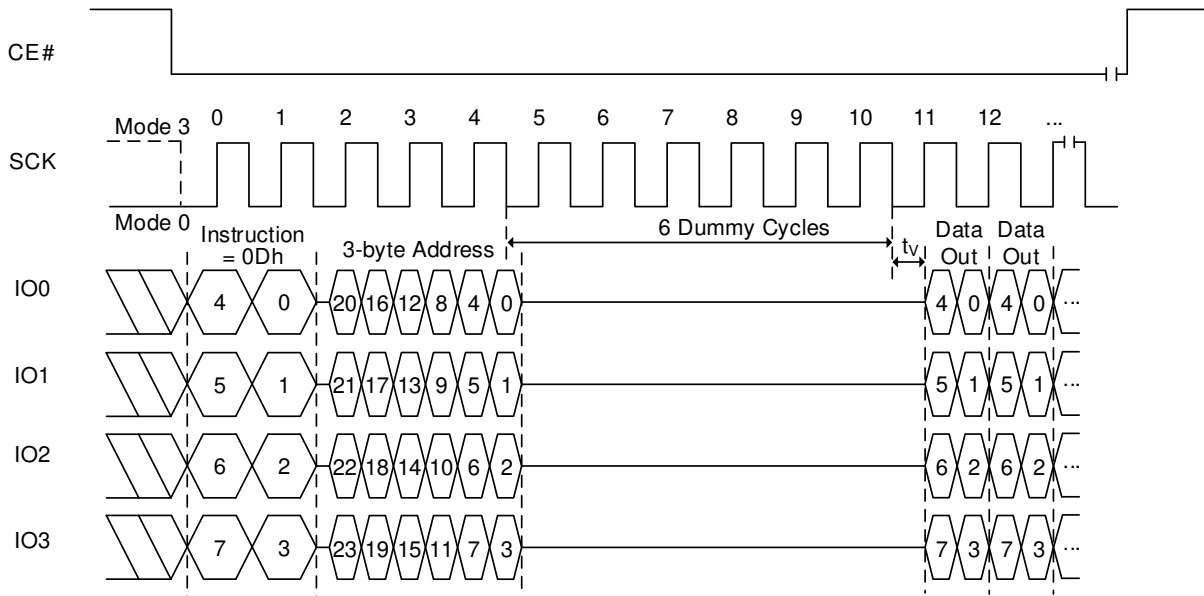 CE#
0 1 2 3 4 5 6 7 8 9 10 11 12 ...
Mode 3
SCK
Mode 0
Instruction
= 0Dh
3-byte Address
6 Dummy Cycles
tV
Data Out
Data Out
IO0 4 0 20 16 12 8 4 0 4 0 4 0 ...
IO1 5 1 21 17 13 9 5 1 5 1 5 1 ...
IO2 6 2 22 18 14 10 6 2 6 2 6 2 ...
IO3 7 3 23 19 15 11 7 3 7 3 7 3 ...